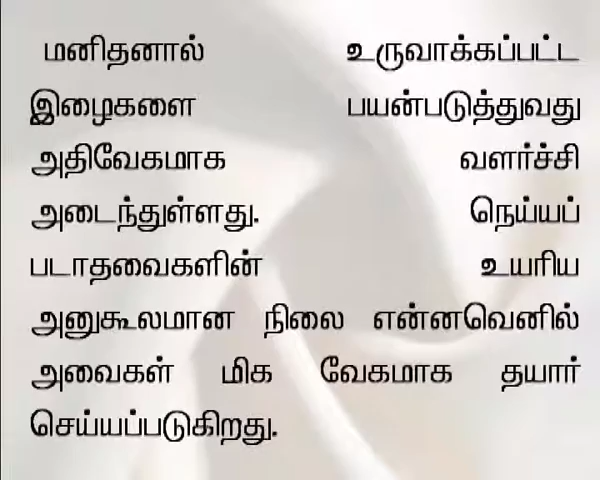 மனிதனால் உருவாக்கப்பட்ட
இழைகளை பயன்படுத்துவது
அதிவேகமாக வளர்ச்சி
அடைந்துள்ளது. நெய்யப்
படாதவைகளின் உயரிய
அனுகூலமான நிலை என்னவெனில்
அவைகள் மிக வேகமாக தயார்
செய்யப்படுகிறது.